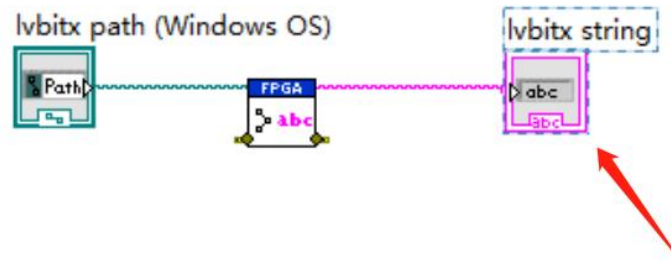 lvbitx path (Windows OS)
lvbitx string
Path
FPGA
abc
abc
abc